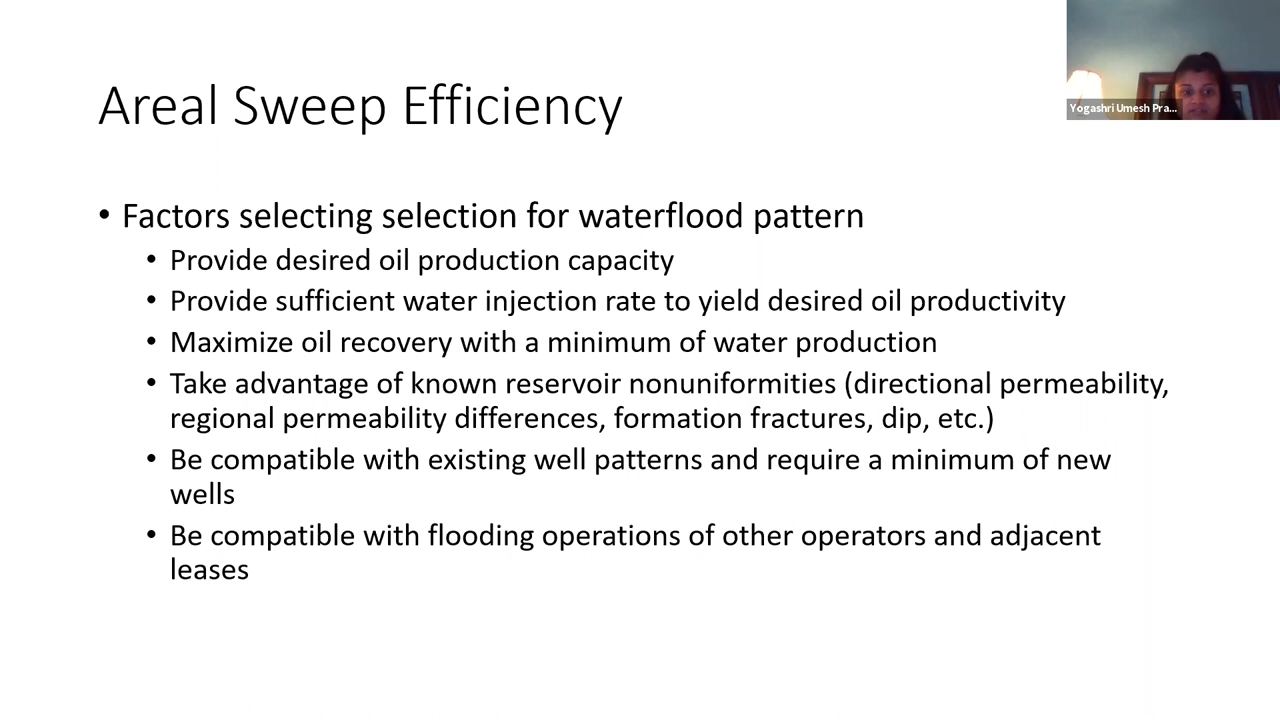 Areal Sweep Efficiency
Yogashri Umesh Pra...
• Factors selecting selection for waterflood pattern
• Provide desired oil production capacity
• Provide sufficient water injection rate to yield desired oil productivity
• Maximize oil recovery with a minimum of water production
• Take advantage of known reservoir nonuniformities (directional permeability,
regional permeability differences, formation fractures, dip, etc.)
• Be compatible with existing well patterns and require a minimum of new
wells
• Be compatible with flooding operations of other operators and adjacent
leases